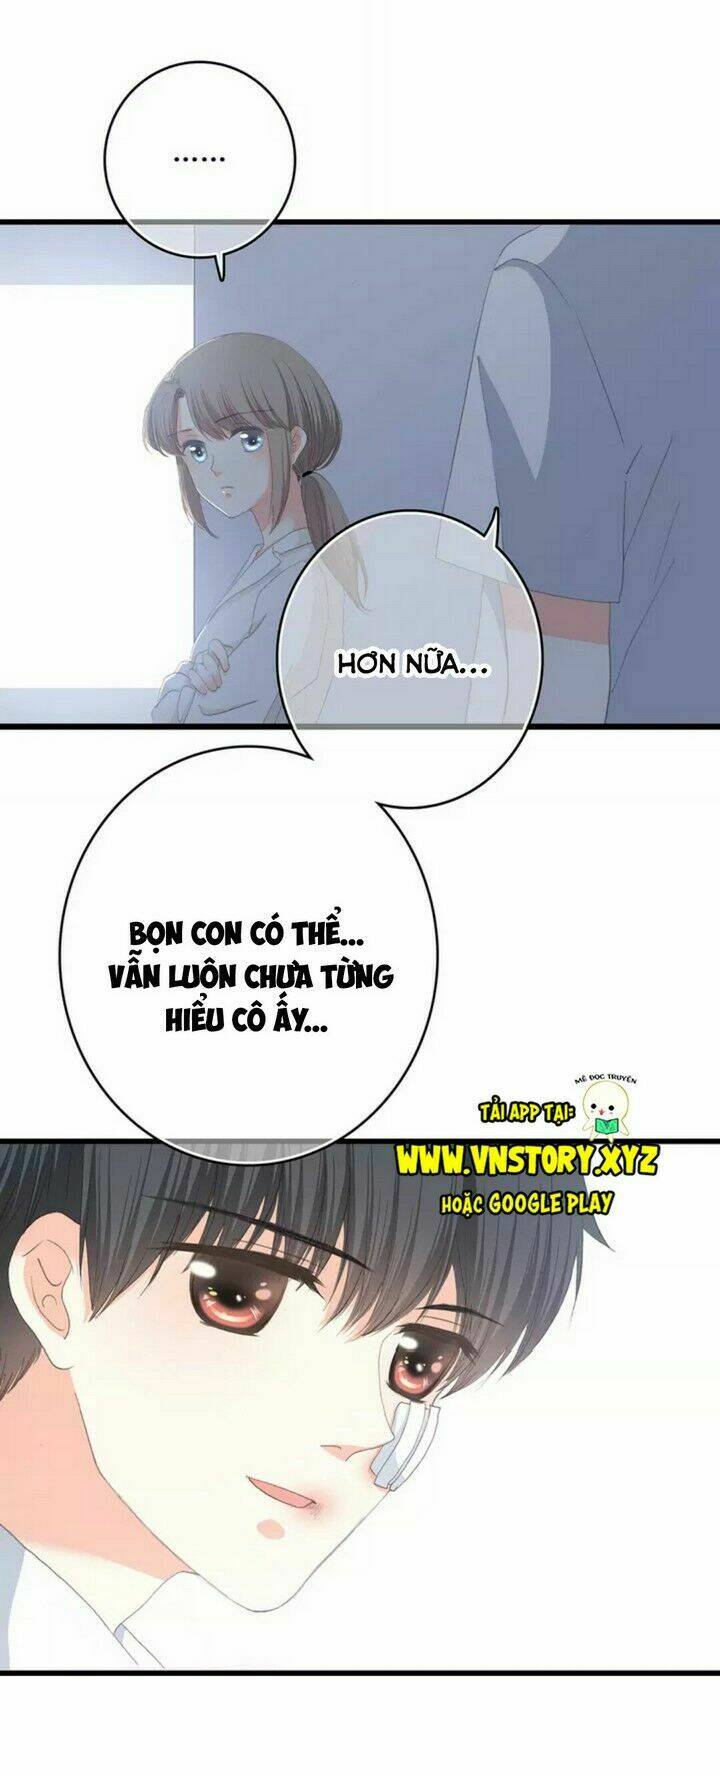 ......
HƠN NỮA...
BỌN CON CÓ THỂ...
VẪN LUÔN CHƯA TỪNG
HIỂU CÔ ẤY...
MÊ ĐỌC TRUYỆN
TẢI APP TẠI:
WWW.VNSTORY.XYZ
HOẶC GOOGLE PLAY